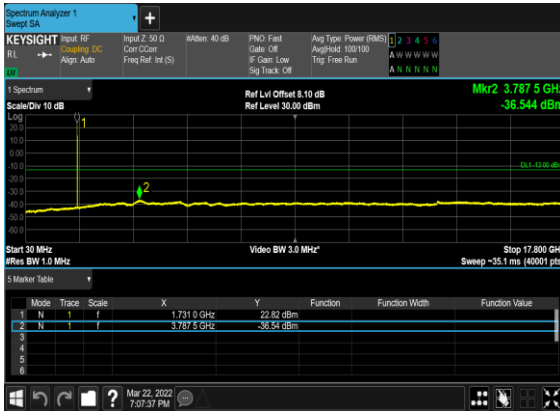 Spectrum Analyzer 1
Swept SA
+
KEYSIGHT Input: RF Input Z: 50 Ω #Atten: 40 dB PNO: Fast Avg Type: Power (RMS) 1 2 3 4 5 6
RL Coupling: DC Corr CCorr Gate: Off Avg|Hold: 100/100 A W W W W W
Align: Auto Freq Ref: Int (S) IF Gain: Low Trig: Free Run
LXI Sig Track: Off A N N N N N
1 Spectrum Ref Lvl Offset 8.10 dB Mkr2 3.787 5 GHz
Scale/Div 10 dB Ref Level 30.00 dBm -36.544 dBm
Log
1
20.0
10.0
0.00
-10.0
DL1 -13.00 dBm
-20.0
-30.0
2
-40.0
-50.0
-60.0
Start 30 MHz Video BW 3.0 MHz* Stop 17.800 GHz
#Res BW 1.0 MHz Sweep ~35.1 ms (40001 pts)
5 Marker Table
Mode Trace Scale X Y Function Function Width Function Value
1 N 1 f 1.731 0 GHz 22.82 dBm
2 N 1 f 3.787 5 GHz -36.54 dBm
3
4
5
6
? Mar 22, 2022
7:07:37 PM